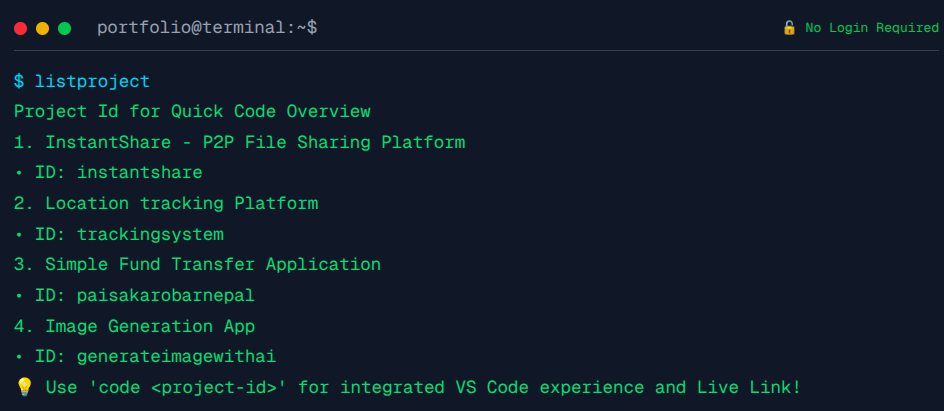 portfolio@terminal:~$
🔓 No Login Required
$ listproject
Project Id for Quick Code Overview
1. InstantShare - P2P File Sharing Platform
• ID: instantshare
2. Location tracking Platform
• ID: trackingsystem
3. Simple Fund Transfer Application
• ID: paisakarobarnepal
4. Image Generation App
• ID: generateimagewithai
💡 Use 'code <project-id>' for integrated VS Code experience and Live Link!